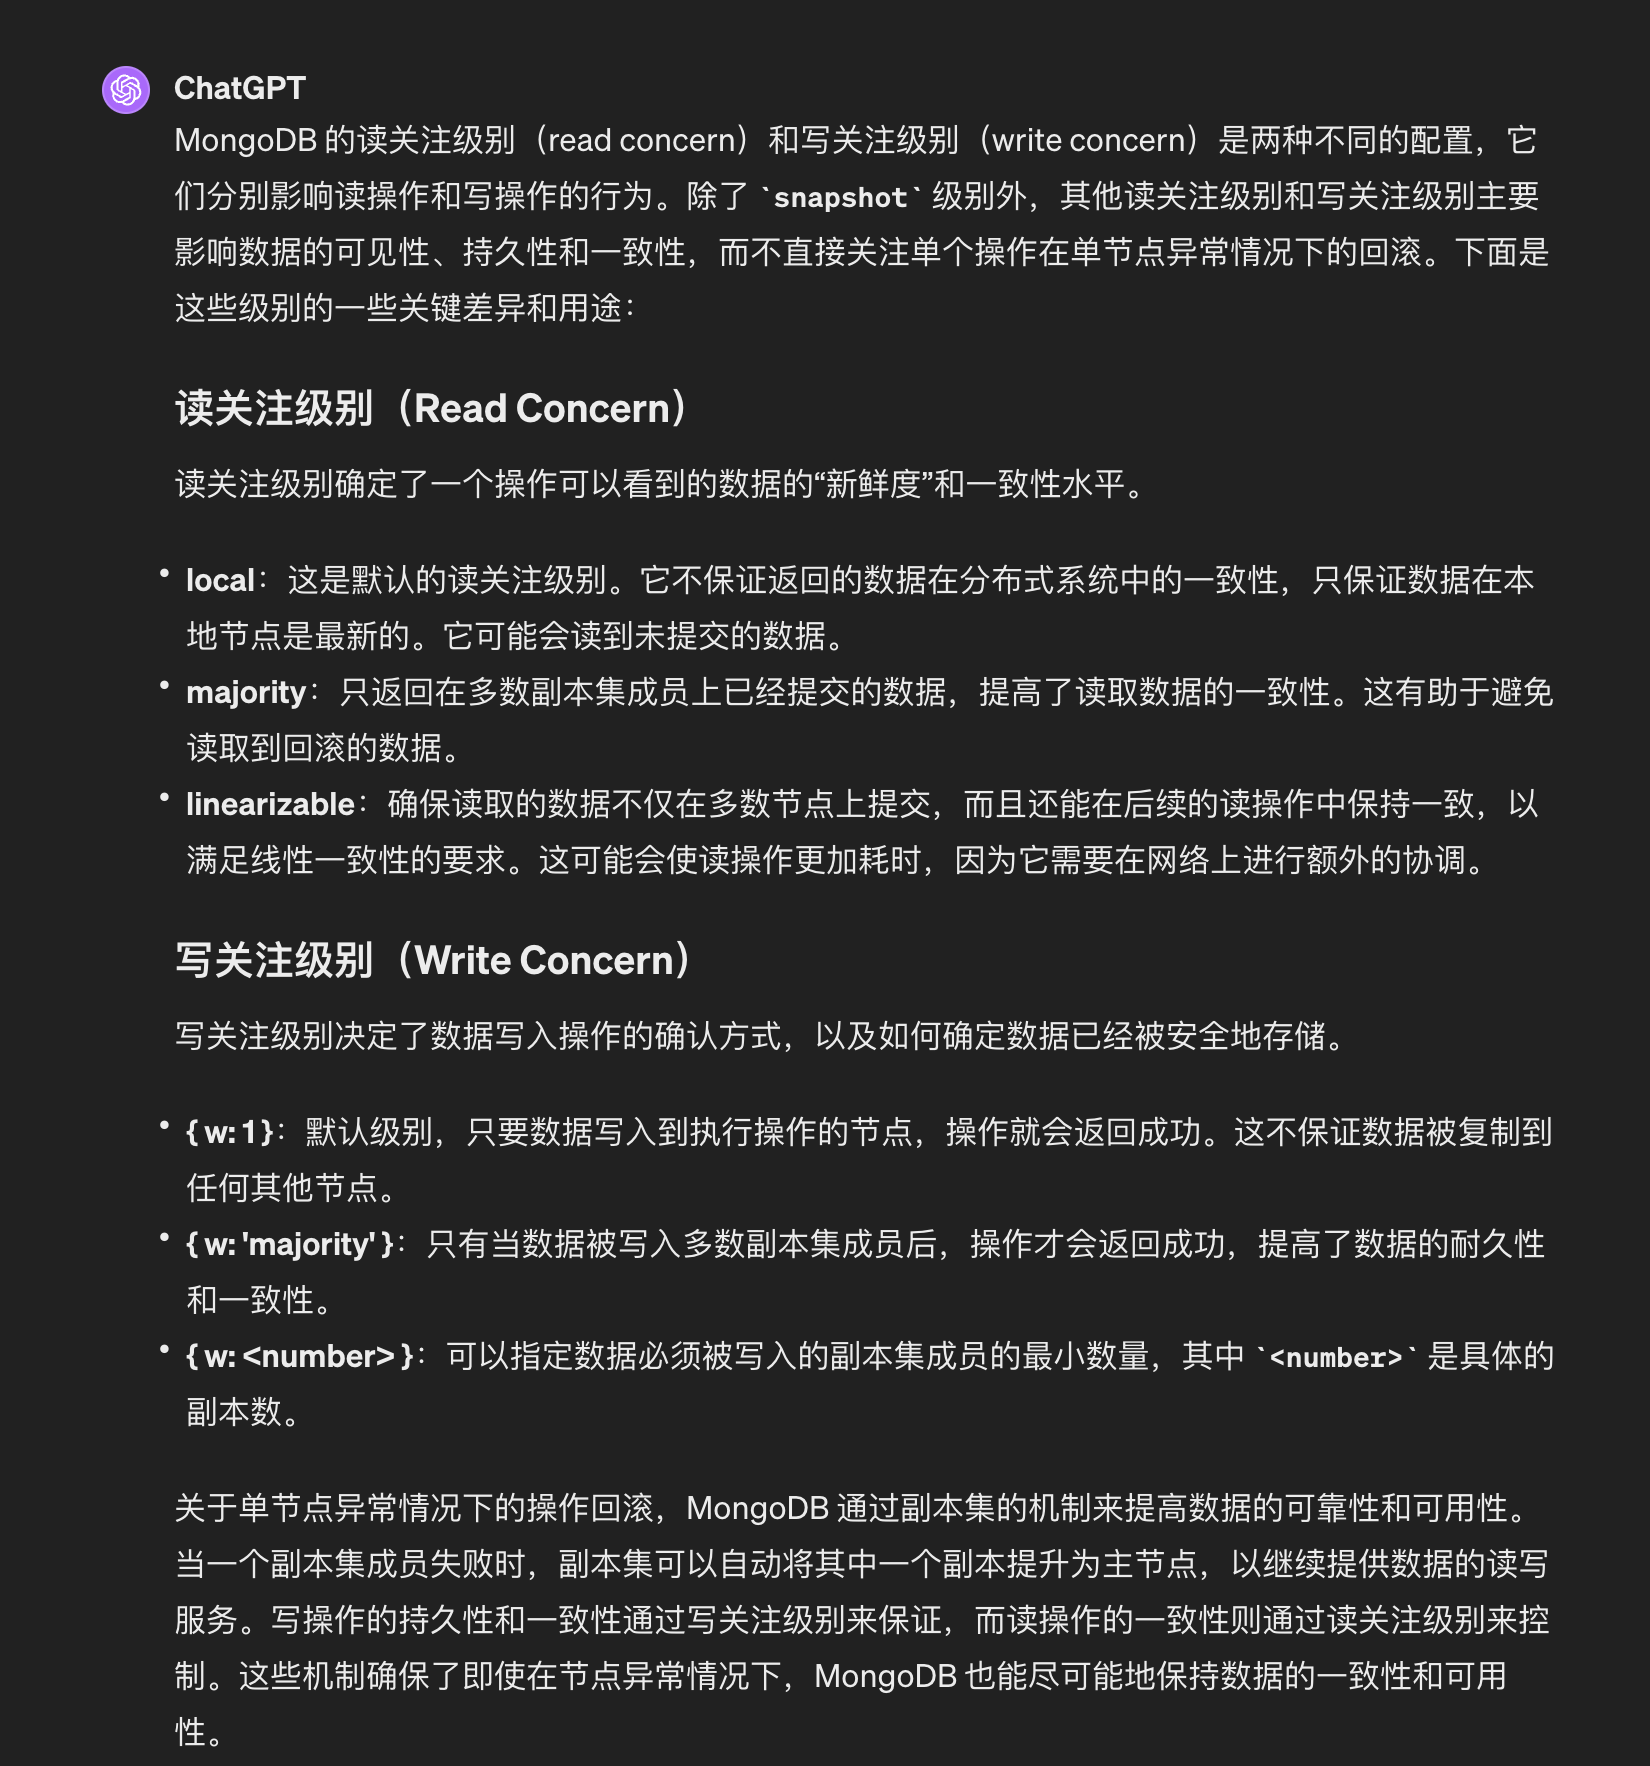 ChatGPT
MongoDB 的读关注级别（read concern）和写关注级别（write concern）是两种不同的配置，它
们分别影响读操作和写操作的行为。除了 `snapshot` 级别外，其他读关注级别和写关注级别主要
影响数据的可见性、持久性和一致性，而不直接关注单个操作在单节点异常情况下的回滚。下面是
这些级别的一些关键差异和用途：
读关注级别（Read Concern）
读关注级别确定了一个操作可以看到的数据的“新鲜度”和一致性水平。
• local：这是默认的读关注级别。它不保证返回的数据在分布式系统中的一致性，只保证数据在本
地节点是最新的。它可能会读到未提交的数据。
• majority：只返回在多数副本集成员上已经提交的数据，提高了读取数据的一致性。这有助于避免
读取到回滚的数据。
• linearizable：确保读取的数据不仅在多数节点上提交，而且还能在后续的读操作中保持一致，以
满足线性一致性的要求。这可能会使读操作更加耗时，因为它需要在网络上进行额外的协调。
写关注级别（Write Concern）
写关注级别决定了数据写入操作的确认方式，以及如何确定数据已经被安全地存储。
• { w: 1 }：默认级别，只要数据写入到执行操作的节点，操作就会返回成功。这不保证数据被复制到
任何其他节点。
• { w: 'majority' }：只有当数据被写入多数副本集成员后，操作才会返回成功，提高了数据的耐久性
和一致性。
• { w: <number> }：可以指定数据必须被写入的副本集成员的最小数量，其中 `<number>` 是具体的
副本数。
关于单节点异常情况下的操作回滚，MongoDB 通过副本集的机制来提高数据的可靠性和可用性。
当一个副本集成员失败时，副本集可以自动将其中一个副本提升为主节点，以继续提供数据的读写
服务。写操作的持久性和一致性通过写关注级别来保证，而读操作的一致性则通过读关注级别来控
制。这些机制确保了即使在节点异常情况下，MongoDB 也能尽可能地保持数据的一致性和可用
性。